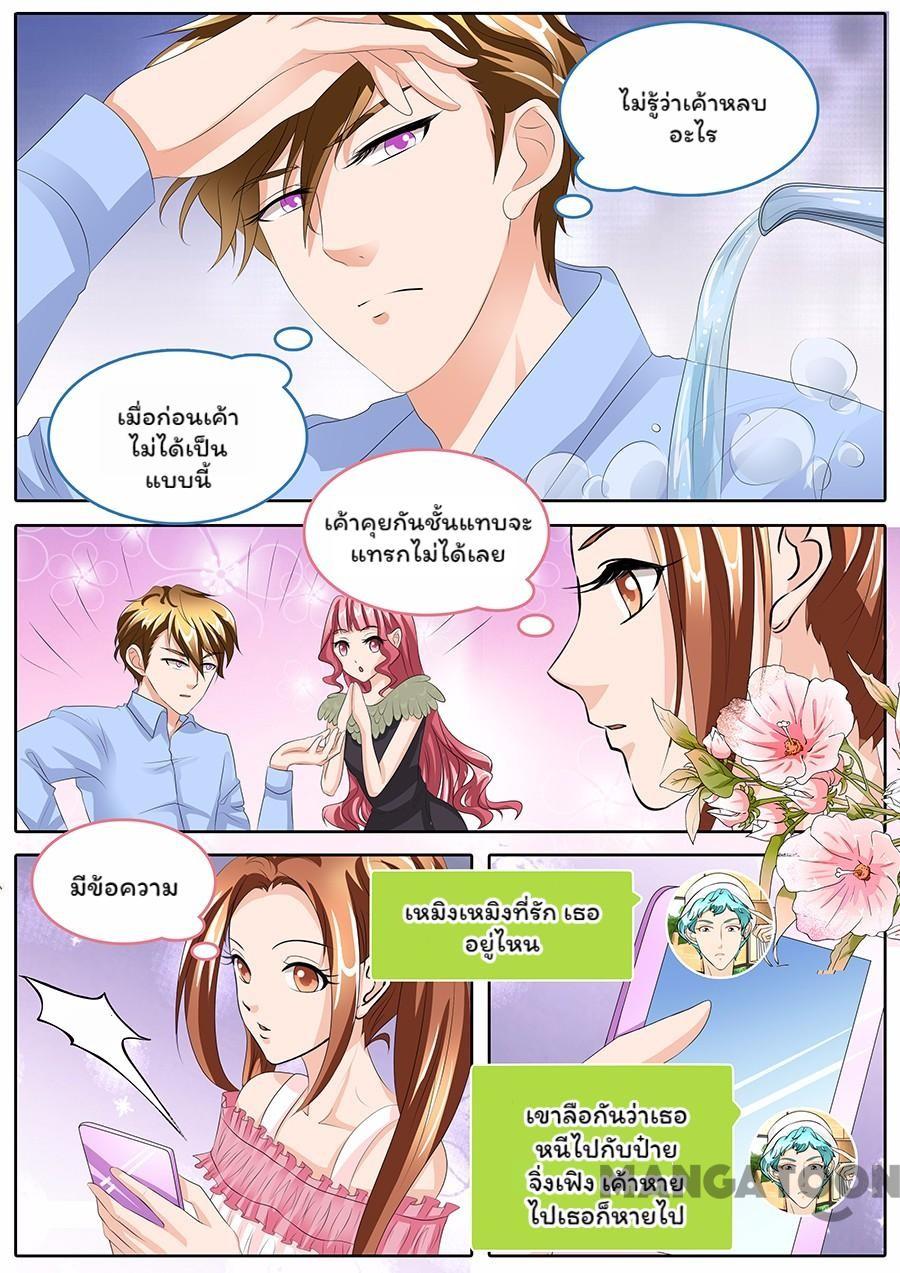 ไม่รู้ว่าเค้าหลบ
อะไร
เมื่อก่อนเค้า
ไม่ได้เป็น
แบบนี้
เค้าคุยกันชั้นแทบจะ
แทรกไม่ได้เลย
มีข้อความ
เหมิงเหมิงที่รัก เธอ
อยู่ไหน
เขาลือกันว่าเธอ
หนีไปกับป๋าย
จิ่งเฟิง เค้าหาย
ไปเธอก็หายไป
MANGATOON